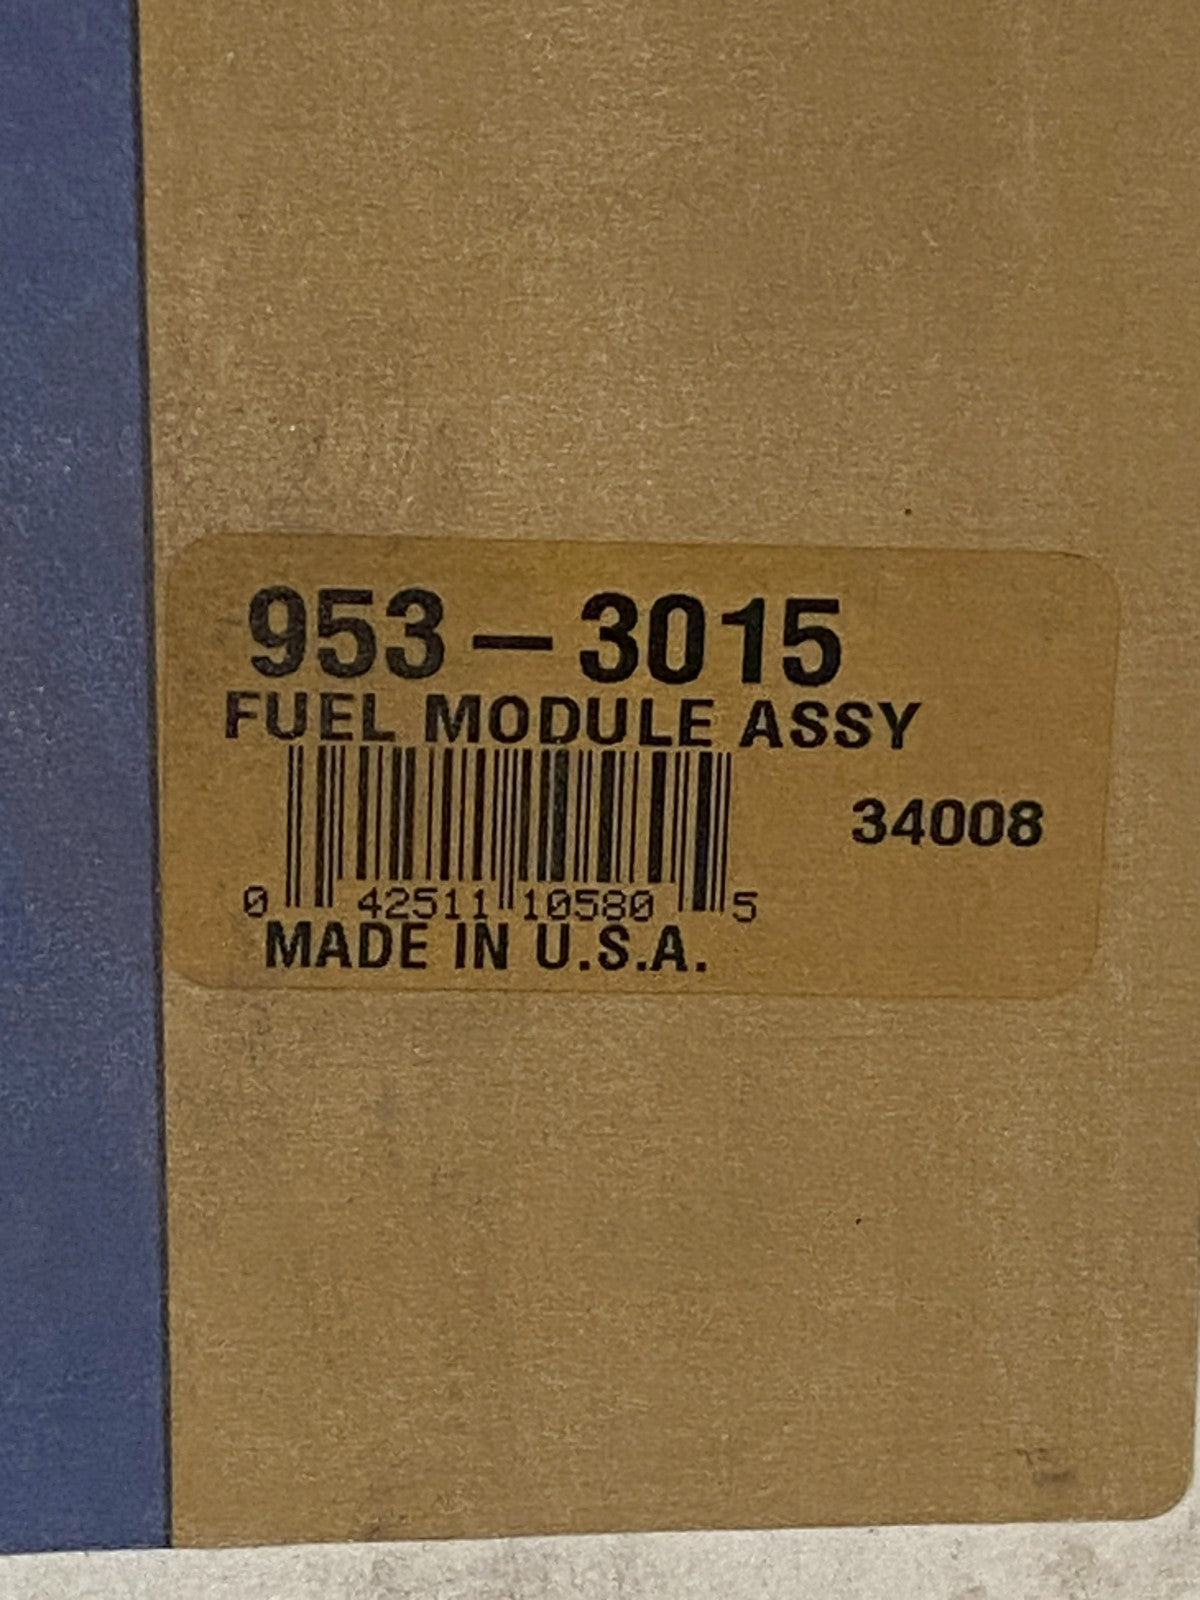 953-3015
FUEL MODULE ASSY
34008
0 42511 10580 5
MADE IN U.S.A.